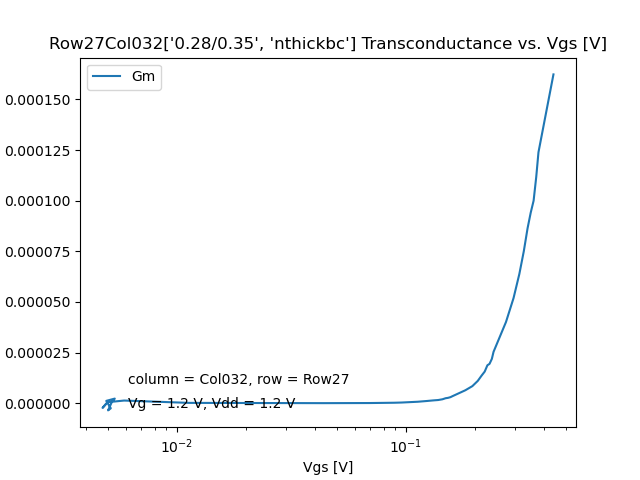 Row27Col032['0.28/0.35', 'nthickbc'] Transconductance vs. Vgs [V]
Gm
0.000150
0.000125
0.000100
0.000075
0.000050
0.000025
0.000000
column = Col032, row = Row27
Vg = 1.2 V, Vdd = 1.2 V
10⁻² 10⁻¹
Vgs [V]